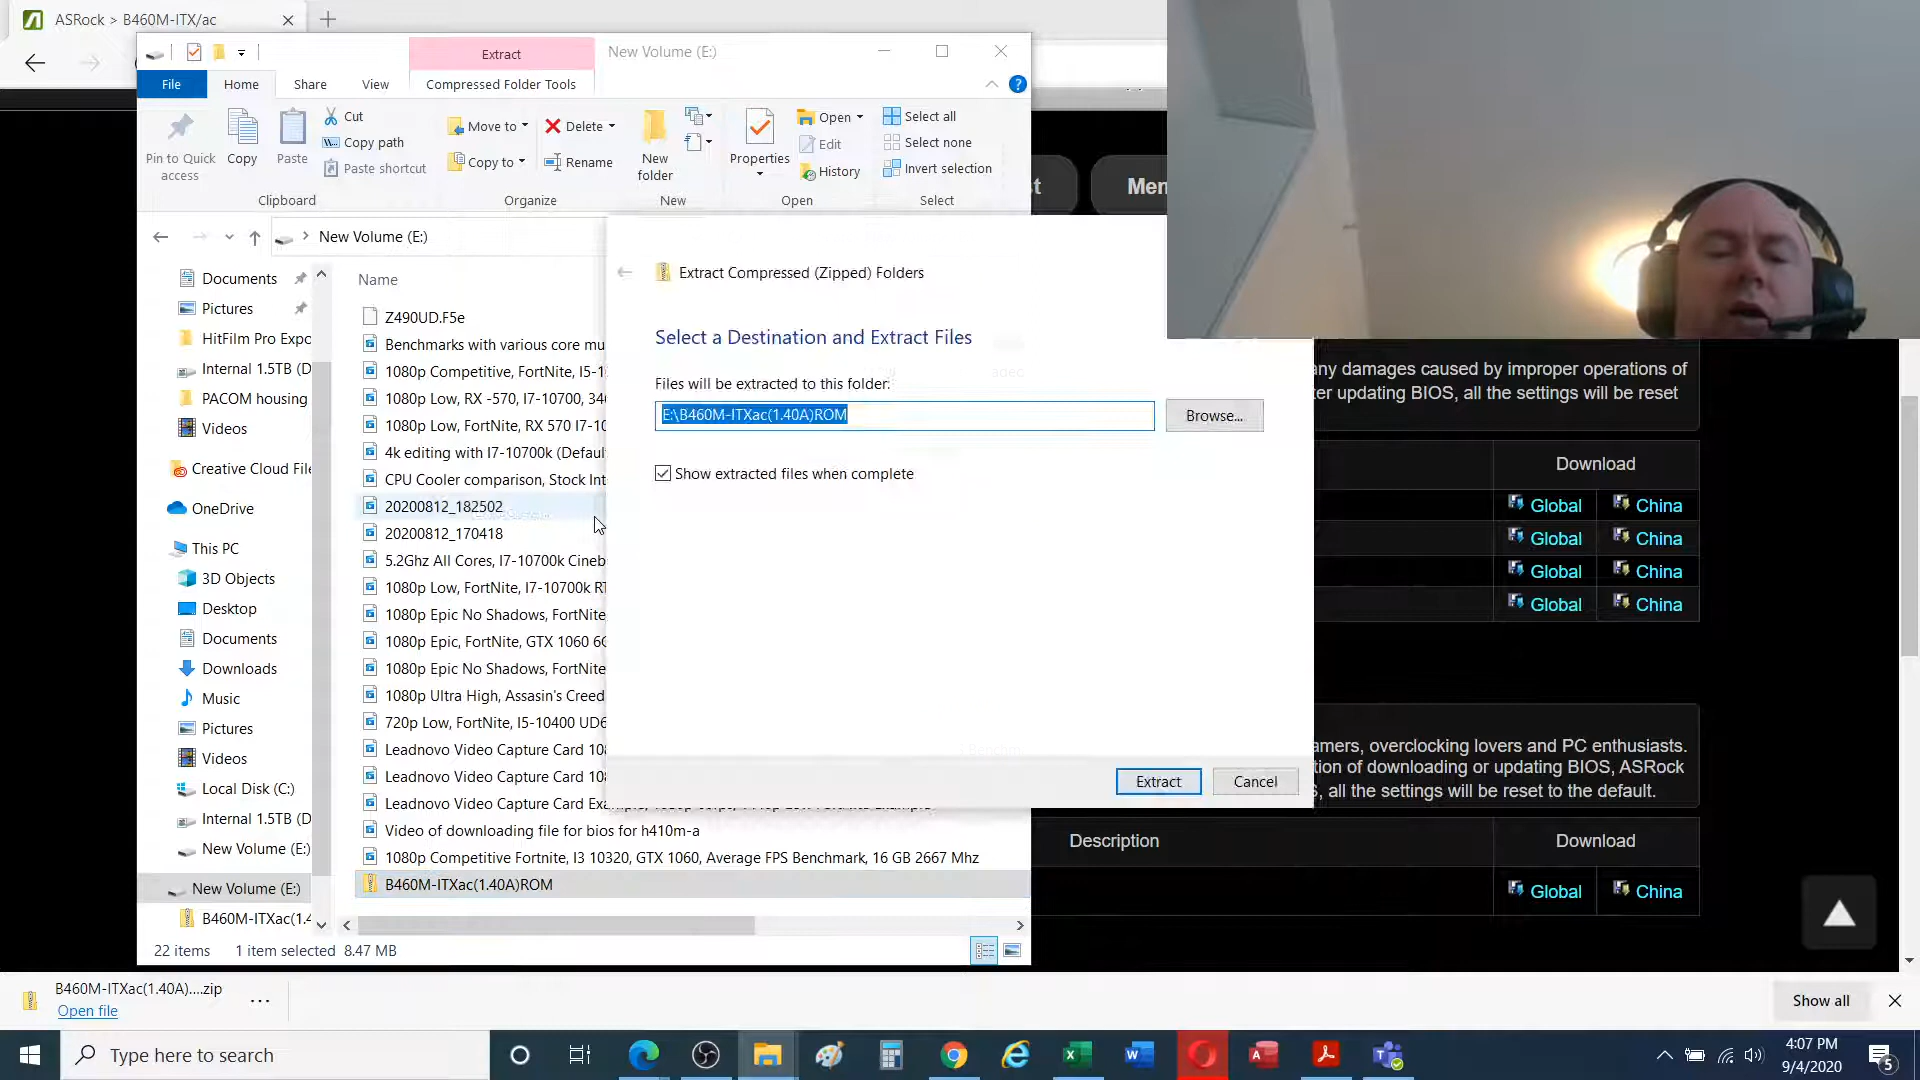 ASRock > B460M-ITX/ac
Extract
New Volume (E:)
File
Home
Share
View
Compressed Folder Tools
Pin to Quick access
Copy
Paste
Cut
Copy path
Paste shortcut
Clipboard
Move to
Copy to
Delete
Rename
Organize
New folder
New
Properties
Open
Edit
History
Open
Select all
Select none
Invert selection
Select
New Volume (E:)
Documents
Pictures
HitFilm Pro Expo
Internal 1.5TB (D
PACOM housing
Videos
Creative Cloud File
OneDrive
This PC
3D Objects
Desktop
Documents
Downloads
Music
Pictures
Videos
Local Disk (C:)
Internal 1.5TB (D
New Volume (E:)
New Volume (E:)
B460M-ITXac(1.4
Name
Z490UD.F5e
Benchmarks with various core mu
1080p Competitive, FortNite, I5-1
1080p Low, RX -570, I7-10700, 346
1080p Low, FortNite, RX 570 I7-10
4k editing with I7-10700k (Defaul
CPU Cooler comparison, Stock Int
20200812_182502
20200812_170418
5.2Ghz All Cores, I7-10700k Cineb
1080p Low, FortNite, I7-10700k RT
1080p Epic No Shadows, FortNite
1080p Epic, FortNite, GTX 1060 6G
1080p Epic No Shadows, FortNite
1080p Ultra High, Assasin's Creed
720p Low, FortNite, I5-10400 UD6
Leadnovo Video Capture Card 108
Leadnovo Video Capture Card 108
Leadnovo Video Capture Card
Video of downloading file for bios for h410m-a
1080p Competitive Fortnite, I3 10320, GTX 1060, Average FPS Benchmark, 16 GB 2667 Mhz
B460M-ITXac(1.40A)ROM
22 items
1 item selected
8.47 MB
Extract Compressed (Zipped) Folders
Select a Destination and Extract Files
Files will be extracted to this folder:
E:\B460M-ITXac(1.40A)ROM
Browse...
Show extracted files when complete
Extract
Cancel
any damages caused by improper operations of
er updating BIOS, all the settings will be reset
Download
Global
China
Global
China
Global
China
Global
China
amers, overclocking lovers and PC enthusiasts.
tion of downloading or updating BIOS, ASRock
S, all the settings will be reset to the default.
Description
Download
Global
China
B460M-ITXac(1.40A)....zip
Open file
Show all
Type here to search
4:07 PM
9/4/2020
5